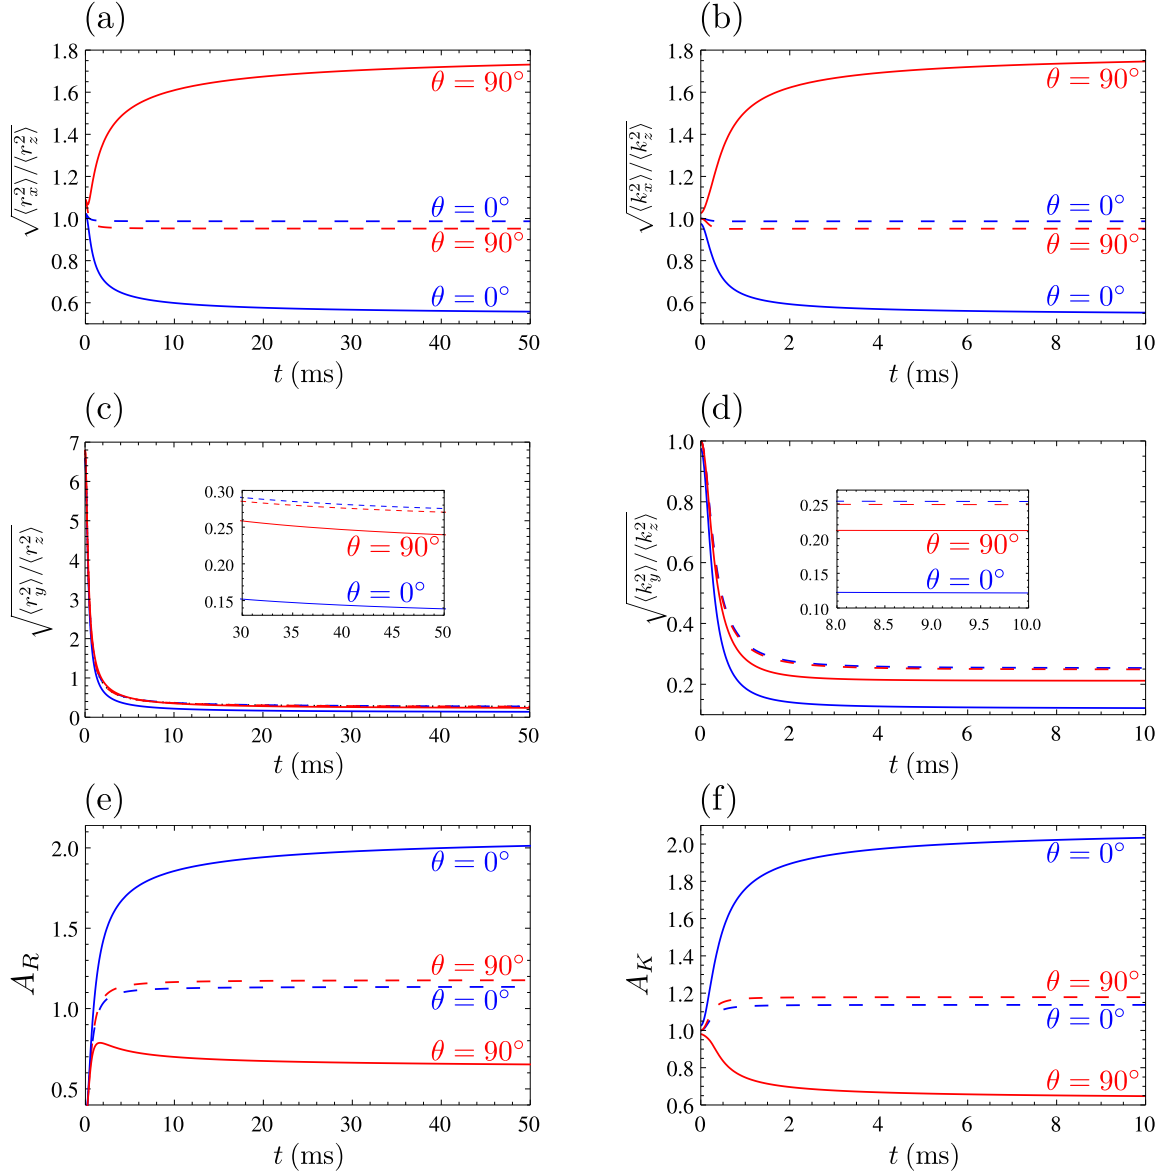 (a)
1.8
1.6
1.4
1.2
1.0
0.8
0.6
√⟨r_x^2⟩/⟨r_z^2⟩
θ = 90°
θ = 0°
θ = 90°
θ = 0°
0 10 20 30 40 50
t (ms)
(b)
1.8
1.6
1.4
1.2
1.0
0.8
0.6
√⟨k_x^2⟩/⟨k_z^2⟩
θ = 90°
θ = 0°
θ = 90°
θ = 0°
0 2 4 6 8 10
t (ms)
(c)
7
6
5
4
3
2
1
0
√⟨r_y^2⟩/⟨r_z^2⟩
0.30
0.25
0.20
0.15
θ = 90°
θ = 0°
30 35 40 45 50
0 10 20 30 40 50
t (ms)
(d)
1.0
0.8
0.6
0.4
0.2
√⟨k_y^2⟩/⟨k_z^2⟩
0.25
0.20
0.15
0.10
θ = 90°
θ = 0°
8.0 8.5 9.0 9.5 10.0
0 2 4 6 8 10
t (ms)
(e)
2.0
1.5
1.0
0.5
A_R
θ = 0°
θ = 90°
θ = 0°
θ = 90°
0 10 20 30 40 50
t (ms)
(f)
2.0
1.8
1.6
1.4
1.2
1.0
0.8
0.6
A_K
θ = 0°
θ = 90°
θ = 0°
θ = 90°
0 2 4 6 8 10
t (ms)